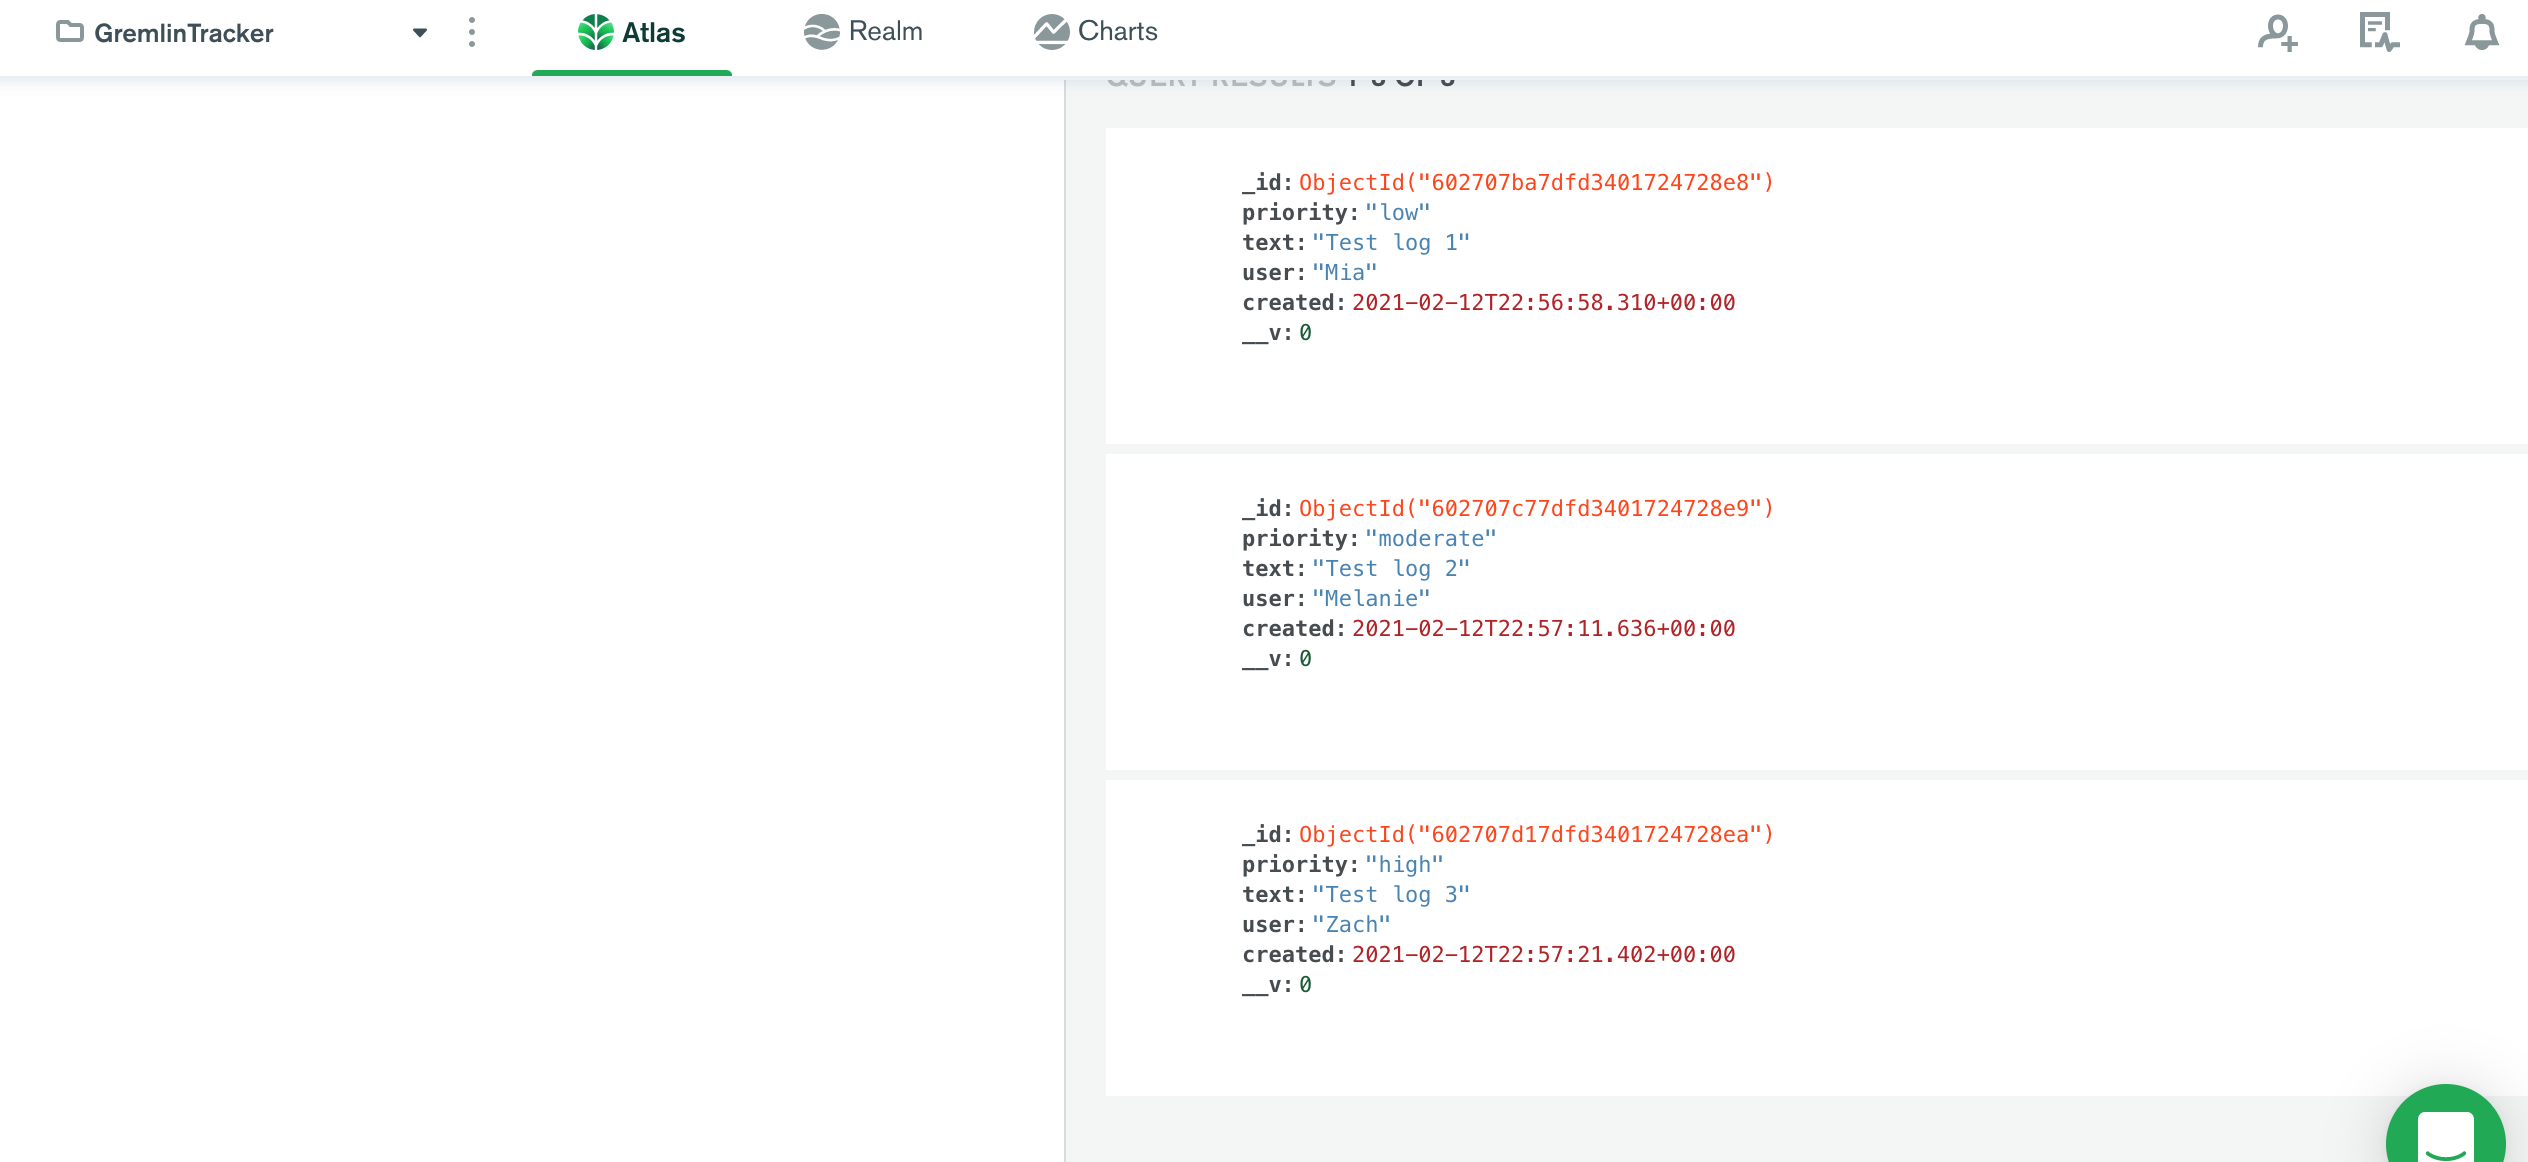 GremlinTracker
Atlas
Realm
Charts
QUERY RESULTS
_id: ObjectId("602707ba7dfd3401724728e8")
priority: "low"
text: "Test log 1"
user: "Mia"
created: 2021-02-12T22:56:58.310+00:00
__v: 0
_id: ObjectId("602707c77dfd3401724728e9")
priority: "moderate"
text: "Test log 2"
user: "Melanie"
created: 2021-02-12T22:57:11.636+00:00
__v: 0
_id: ObjectId("602707d17dfd3401724728ea")
priority: "high"
text: "Test log 3"
user: "Zach"
created: 2021-02-12T22:57:21.402+00:00
__v: 0